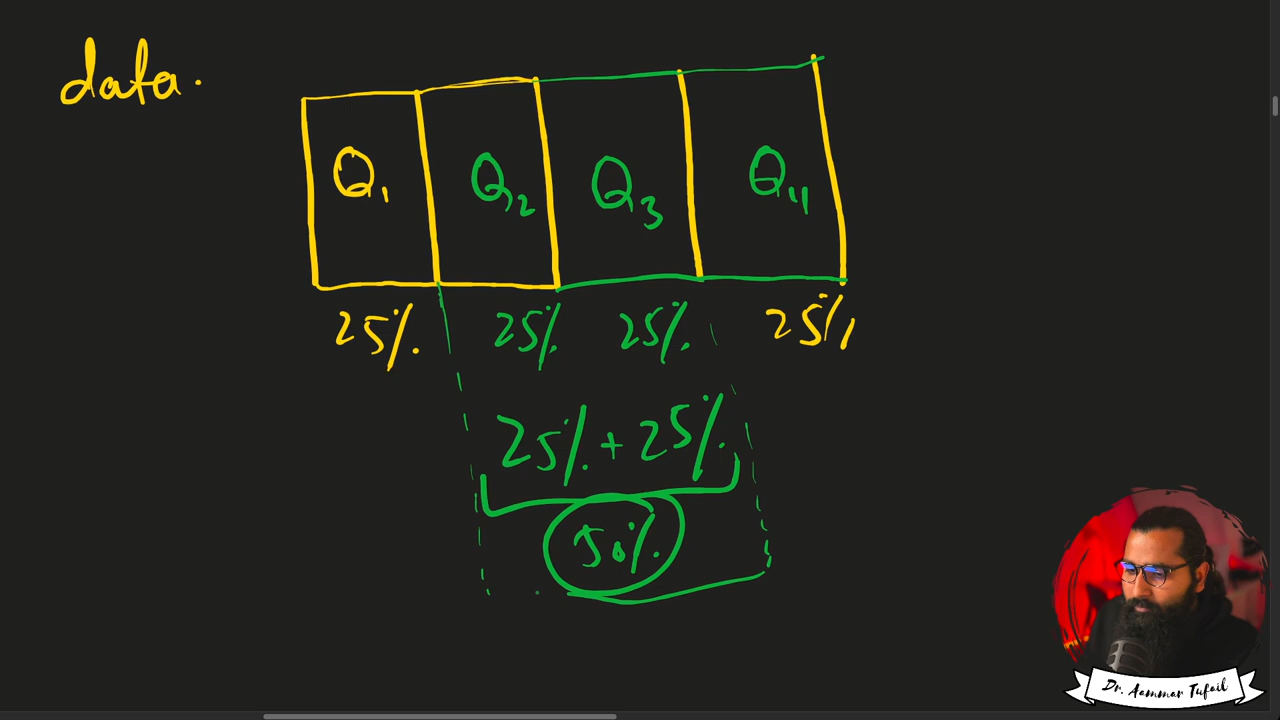 data.
Q1 Q2 Q3 Q4
25% 25% 25% 25%
25% + 25%
50%
Dr. Aammar Tufail